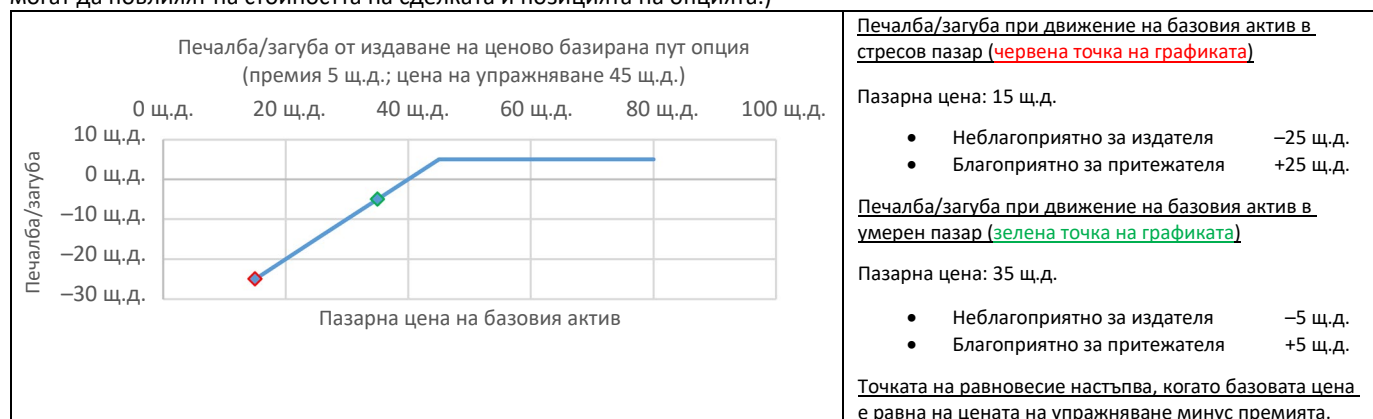 могат да повлияят на стойността на сделката и позицията на опцията.)
Печалба/загуба от издаване на ценово базирана пут опция
(премия 5 щ.д.; цена на упражняване 45 щ.д.)
0 щ.д. 20 щ.д. 40 щ.д. 60 щ.д. 80 щ.д. 100 щ.д.
10 щ.д.
0 щ.д.
–10 щ.д.
–20 щ.д.
–30 щ.д.
Печалба/загуба
Пазарна цена на базовия актив
Печалба/загуба при движение на базовия актив в
стресов пазар (червена точка на графиката)
Пазарна цена: 15 щ.д.
• Неблагоприятно за издателя –25 щ.д.
• Благоприятно за притежателя +25 щ.д.
Печалба/загуба при движение на базовия актив в
умерен пазар (зелена точка на графиката)
Пазарна цена: 35 щ.д.
• Неблагоприятно за издателя –5 щ.д.
• Благоприятно за притежателя +5 щ.д.
Точката на равновесие настъпва, когато базовата цена
е равна на цената на упражняване минус премията.